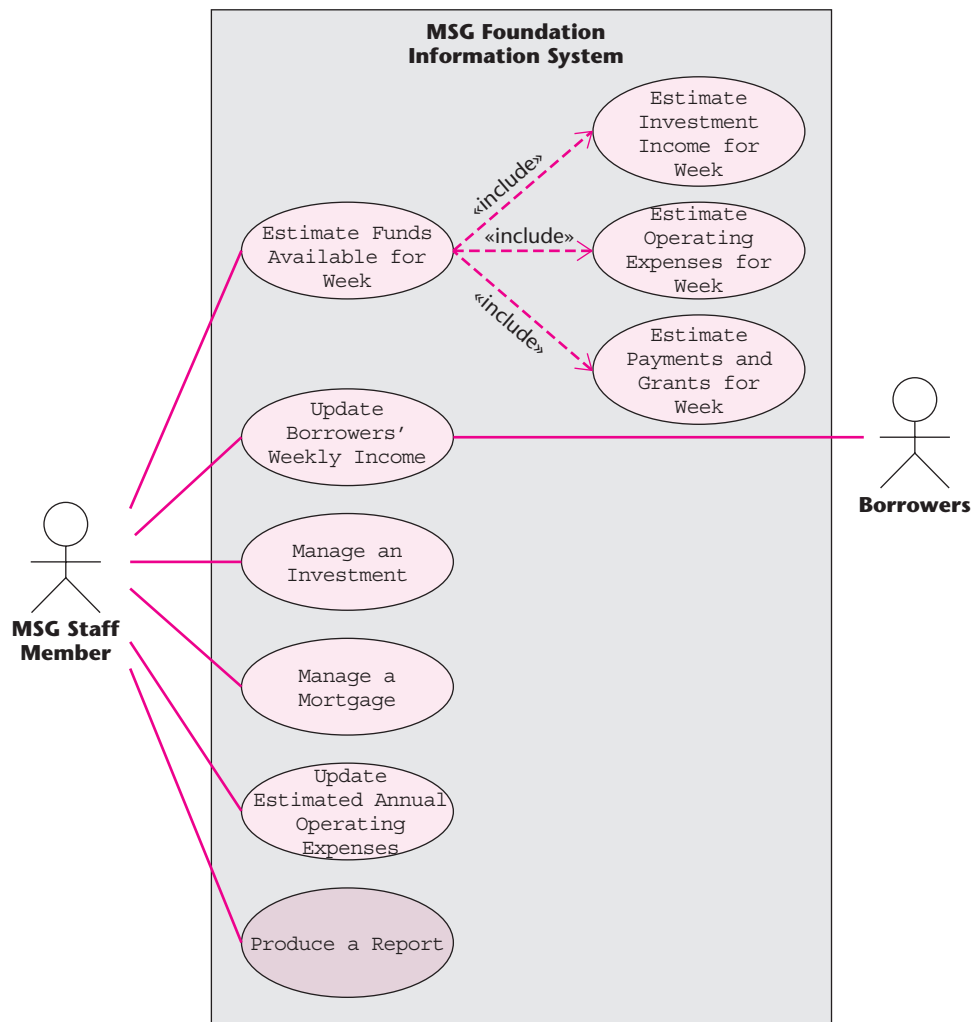 MSG Foundation
Information System
Estimate
Investment
Income for
Week
«include»
Estimate Funds
Available for
Week
«include»
Estimate
Operating
Expenses for
Week
«include»
Estimate
Payments and
Grants for
Week
Update
Borrowers’
Weekly Income
Borrowers
Manage an
Investment
MSG Staff
Member
Manage a
Mortgage
Update
Estimated Annual
Operating
Expenses
Produce a Report